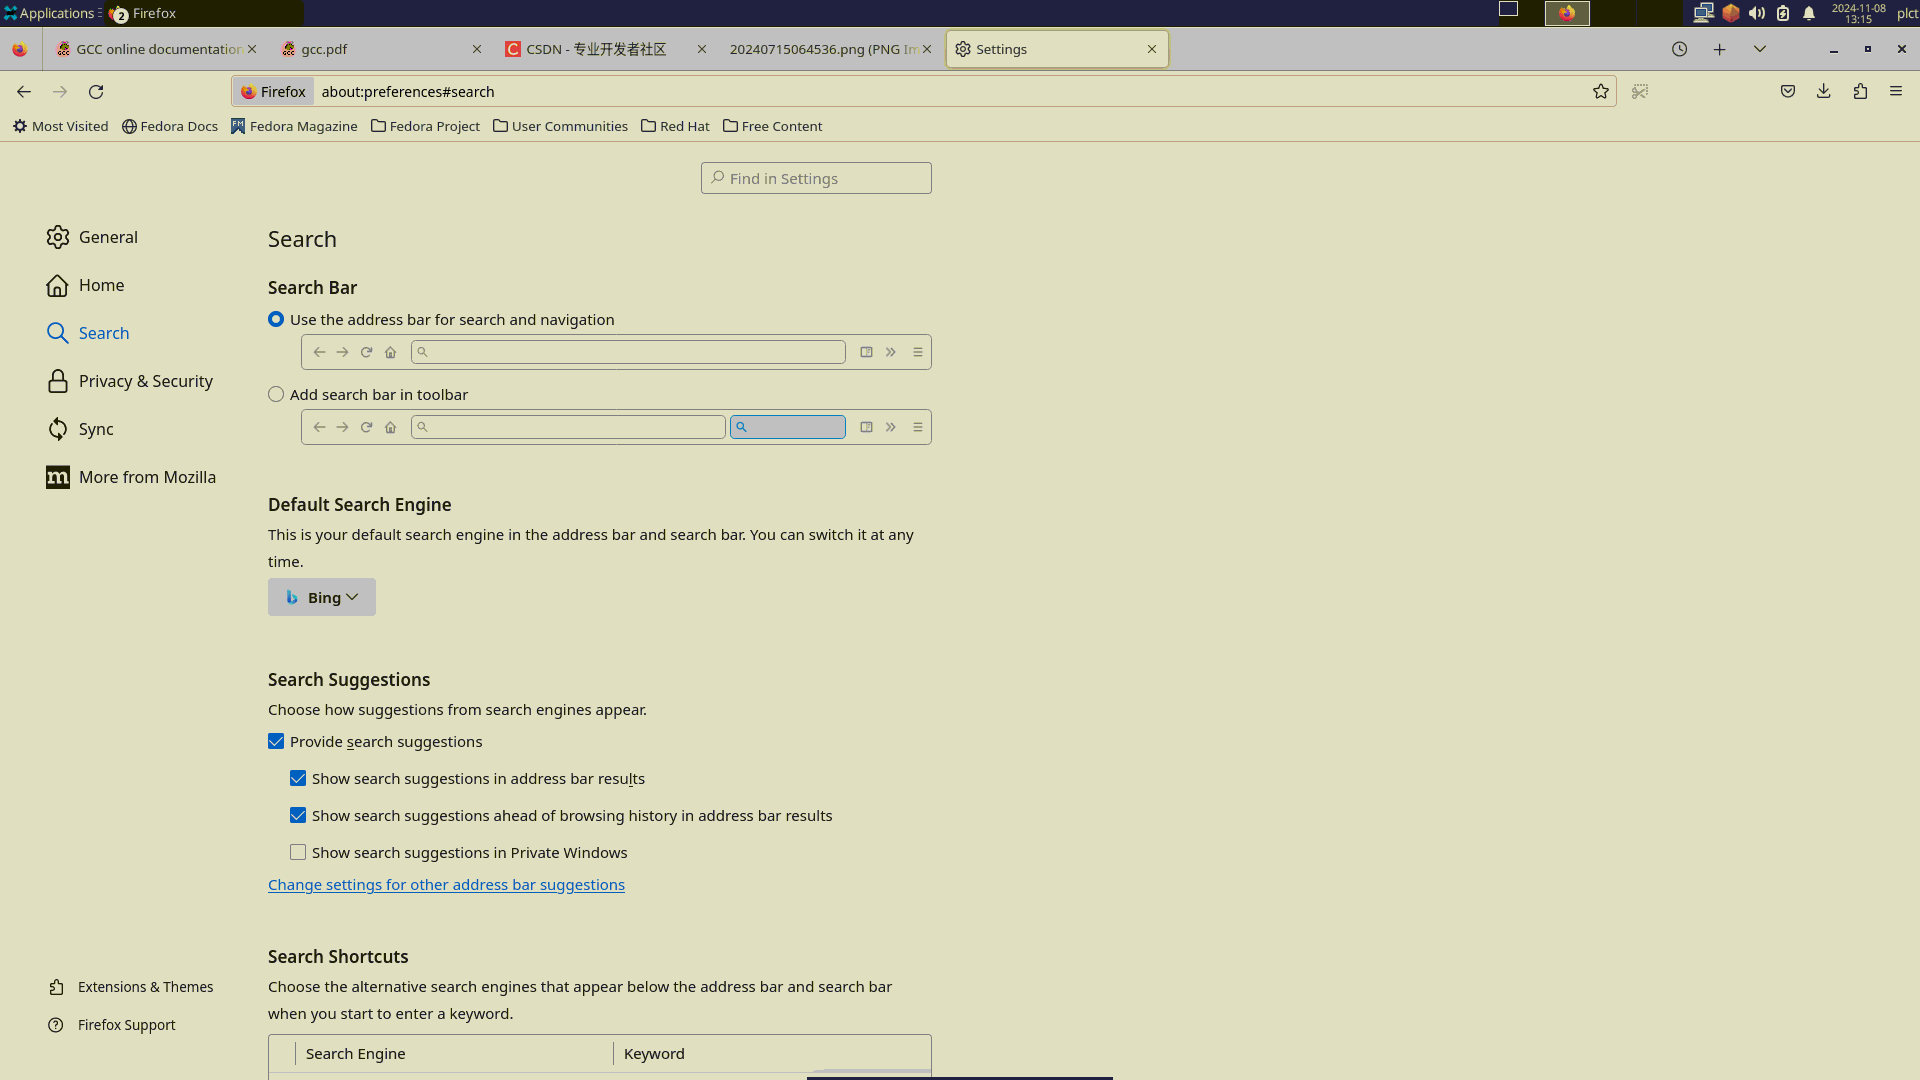 Applications
2 Firefox
2024-11-08
13:15
plct
GCC online documentation
gcc.pdf
CSDN - 专业开发者社区
20240715064536.png (PNG Im
Settings
Firefox about:preferences#search
Most Visited Fedora Docs Fedora Magazine Fedora Project User Communities Red Hat Free Content
Find in Settings
General
Home
Search
Privacy & Security
Sync
More from Mozilla
Extensions & Themes
Firefox Support
Search
Search Bar
Use the address bar for search and navigation
Add search bar in toolbar
Default Search Engine
This is your default search engine in the address bar and search bar. You can switch it at any
time.
Bing
Search Suggestions
Choose how suggestions from search engines appear.
Provide search suggestions
Show search suggestions in address bar results
Show search suggestions ahead of browsing history in address bar results
Show search suggestions in Private Windows
Change settings for other address bar suggestions
Search Shortcuts
Choose the alternative search engines that appear below the address bar and search bar
when you start to enter a keyword.
Search Engine Keyword